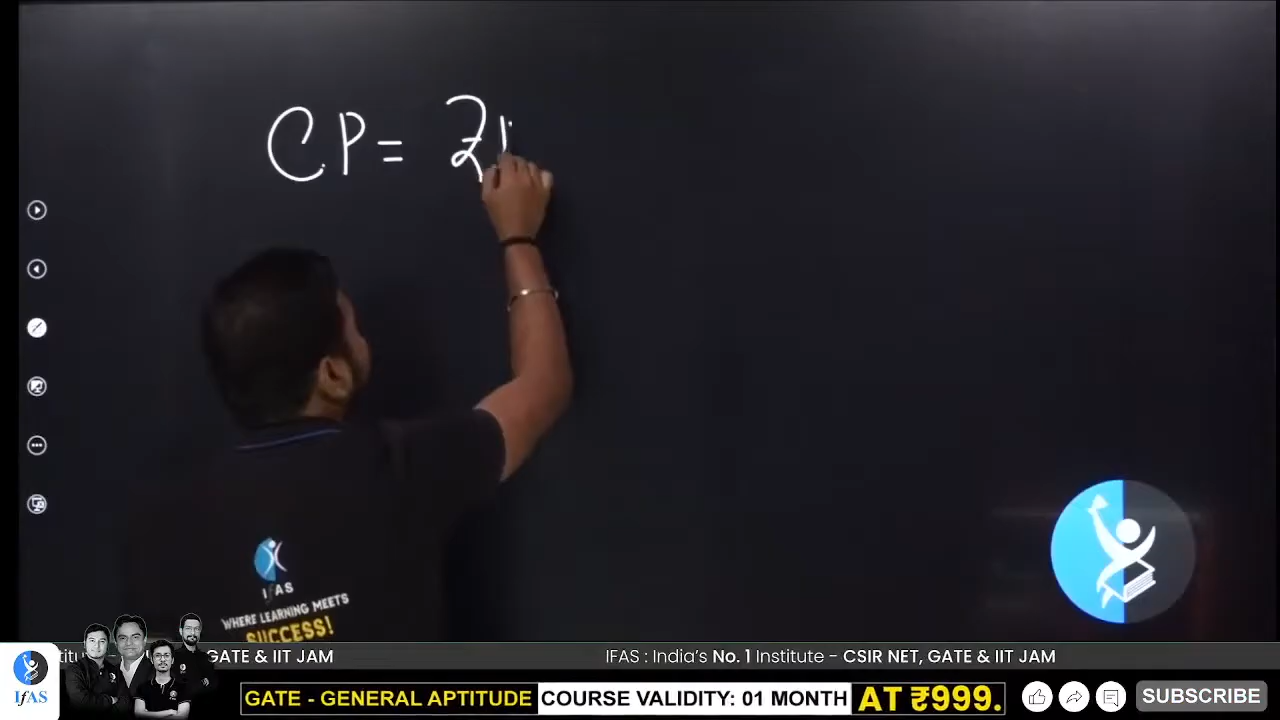 CP = ₹1
IFAS
WHERE LEARNING MEETS
SUCCESS!
GATE & IIT JAM
IFAS : India's No. 1 Institute - CSIR NET, GATE & IIT JAM
IfAS
GATE - GENERAL APTITUDE COURSE VALIDITY: 01 MONTH AT ₹999.
SUBSCRIBE